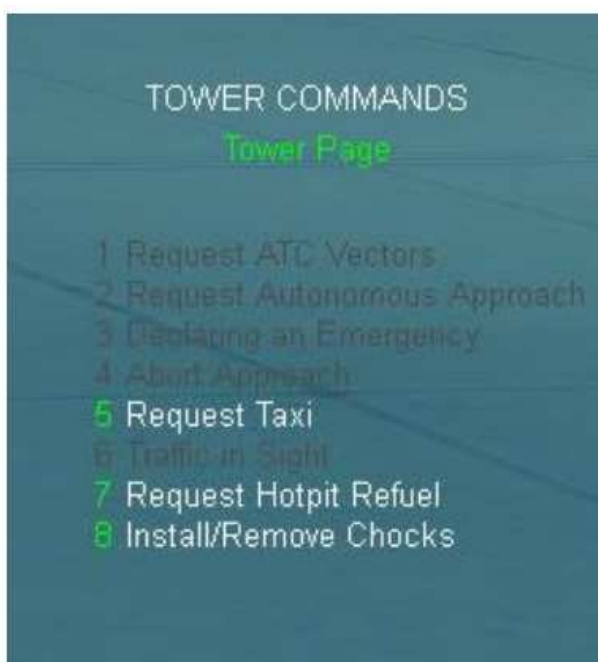 TOWER COMMANDS
Tower Page
1 Request ATC Vectors
2 Request Autonomous Approach
3 Declaring an Emergency
4 Abort Approach
5 Request Taxi
6 Traffic in Sight
7 Request Hotpit Refuel
8 Install/Remove Chocks